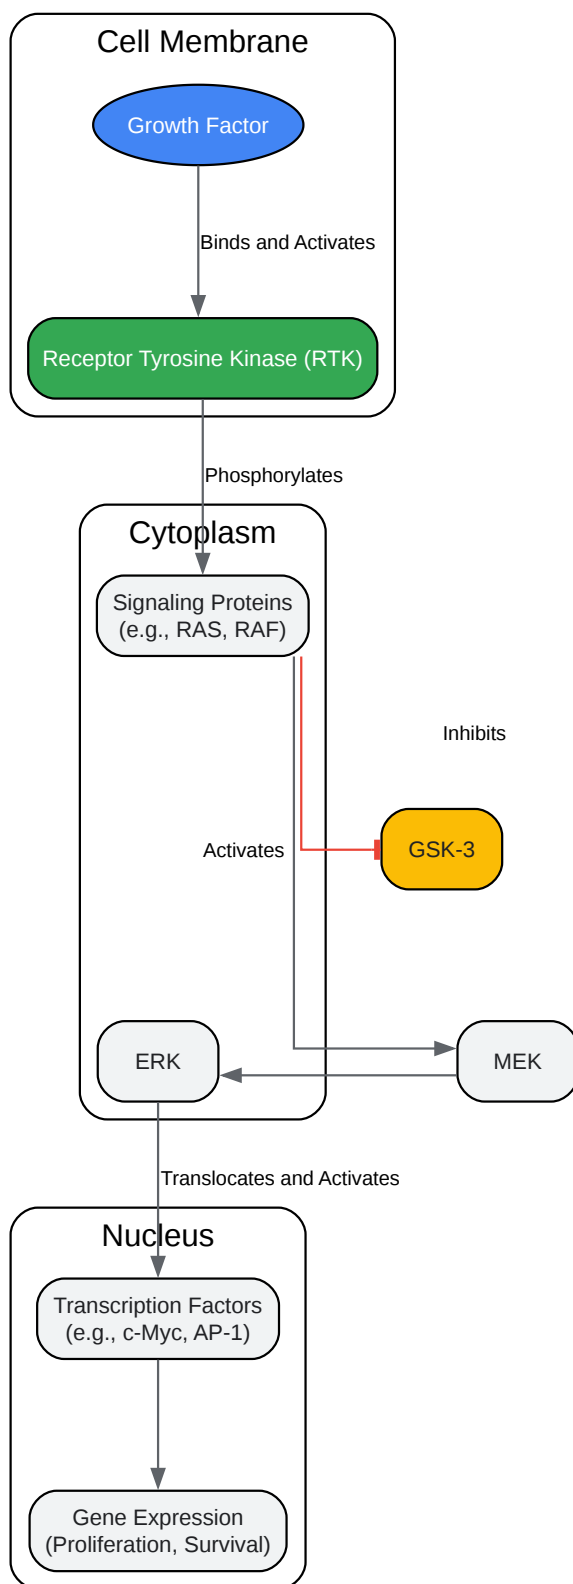 Cell Membrane
Growth Factor
Binds and Activates
Receptor Tyrosine Kinase (RTK)
Phosphorylates
Cytoplasm
Signaling Proteins
(e.g., RAS, RAF)
Inhibits
Activates
GSK-3
ERK
MEK
Translocates and Activates
Nucleus
Transcription Factors
(e.g., c-Myc, AP-1)
Gene Expression
(Proliferation, Survival)